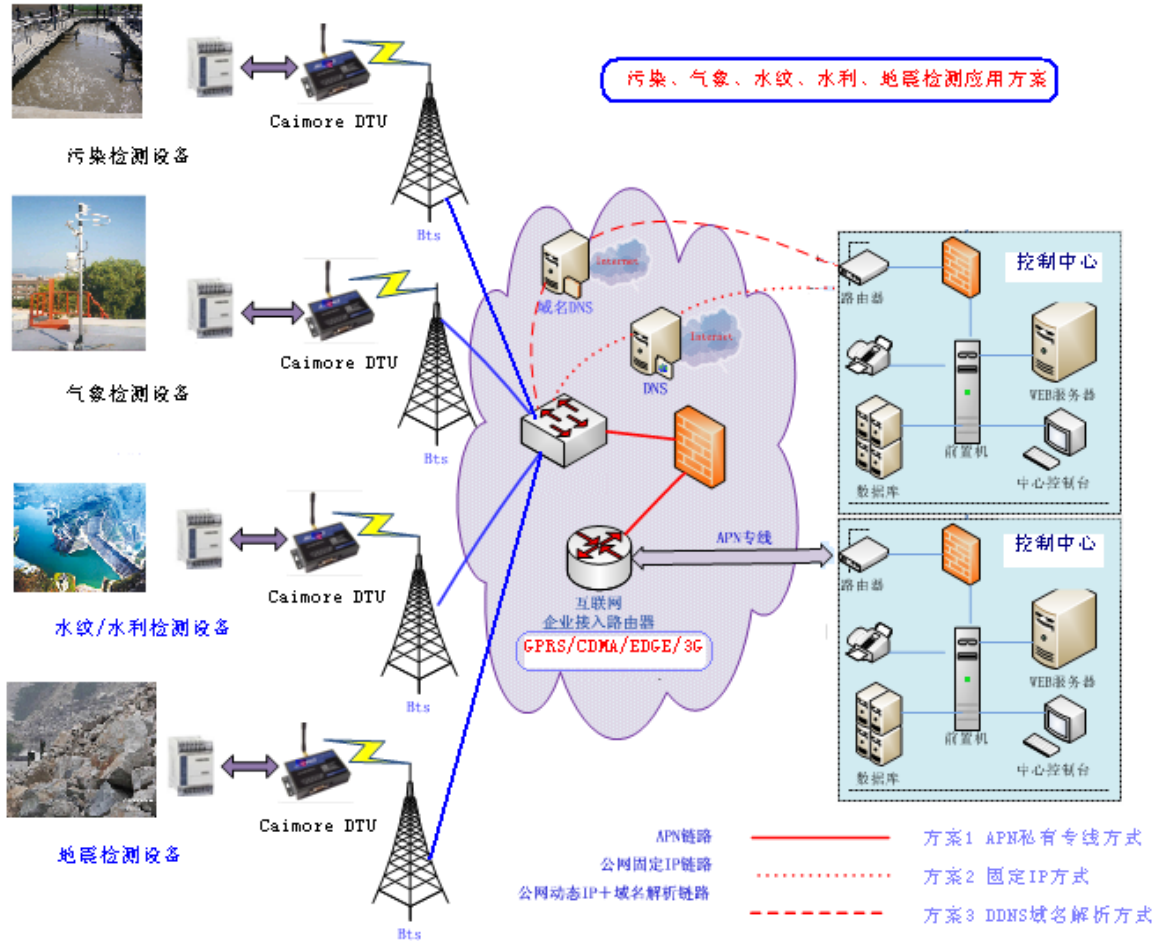 污染、气象、水纹、水利、地震检测应用方案
Caimore DTU
污染检测设备
Bts
Caimore DTU
气象检测设备
Bts
Caimore DTU
水纹/水利检测设备
Bts
Caimore DTU
地震检测设备
Bts
Internet
域名DNS
Internet
DNS
互联网
企业接入路由器
GPRS/CDMA/EDGE/3G
APN专线
控制中心
路由器
WEB服务器
前置机
数据库
中心控制台
控制中心
路由器
WEB服务器
前置机
数据库
中心控制台
APN链路
方案1 APN私有专线方式
公网固定IP链路
方案2 固定IP方式
公网动态IP+域名解析链路
方案3 DDNS域名解析方式